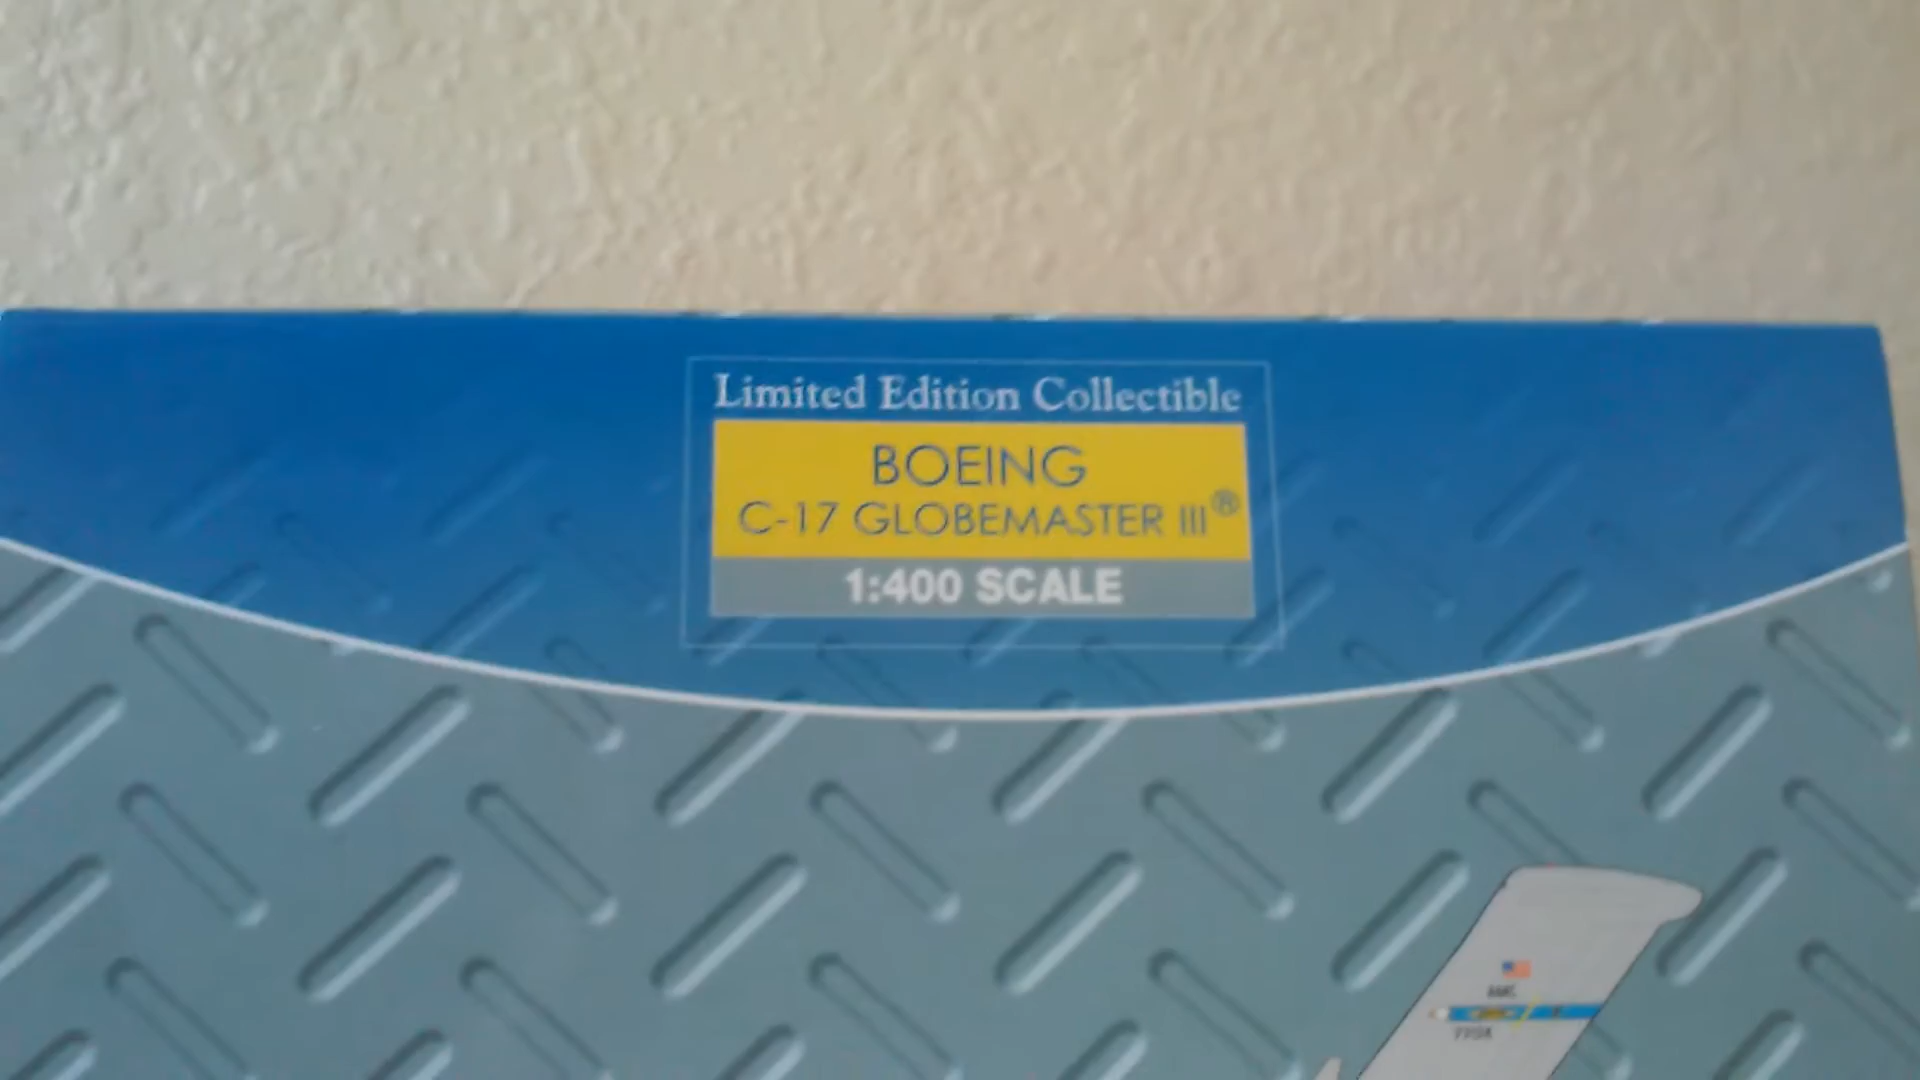 Limited Edition Collectible
BOEING
C-17 GLOBEMASTER III®
1:400 SCALE